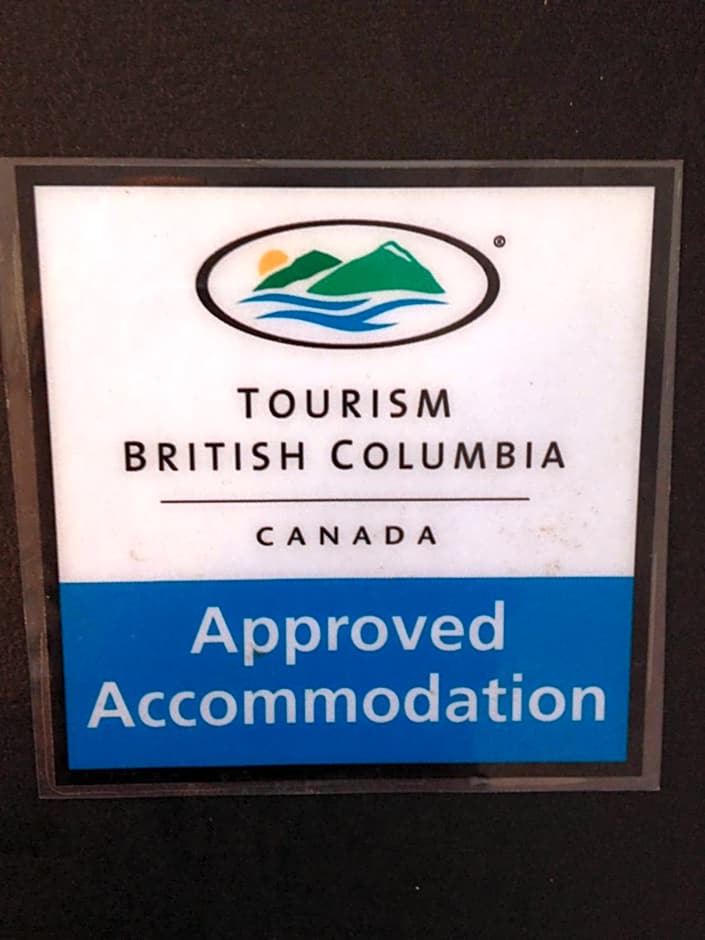 ®
TOURISM
BRITISH COLUMBIA
CANADA
Approved
Accommodation